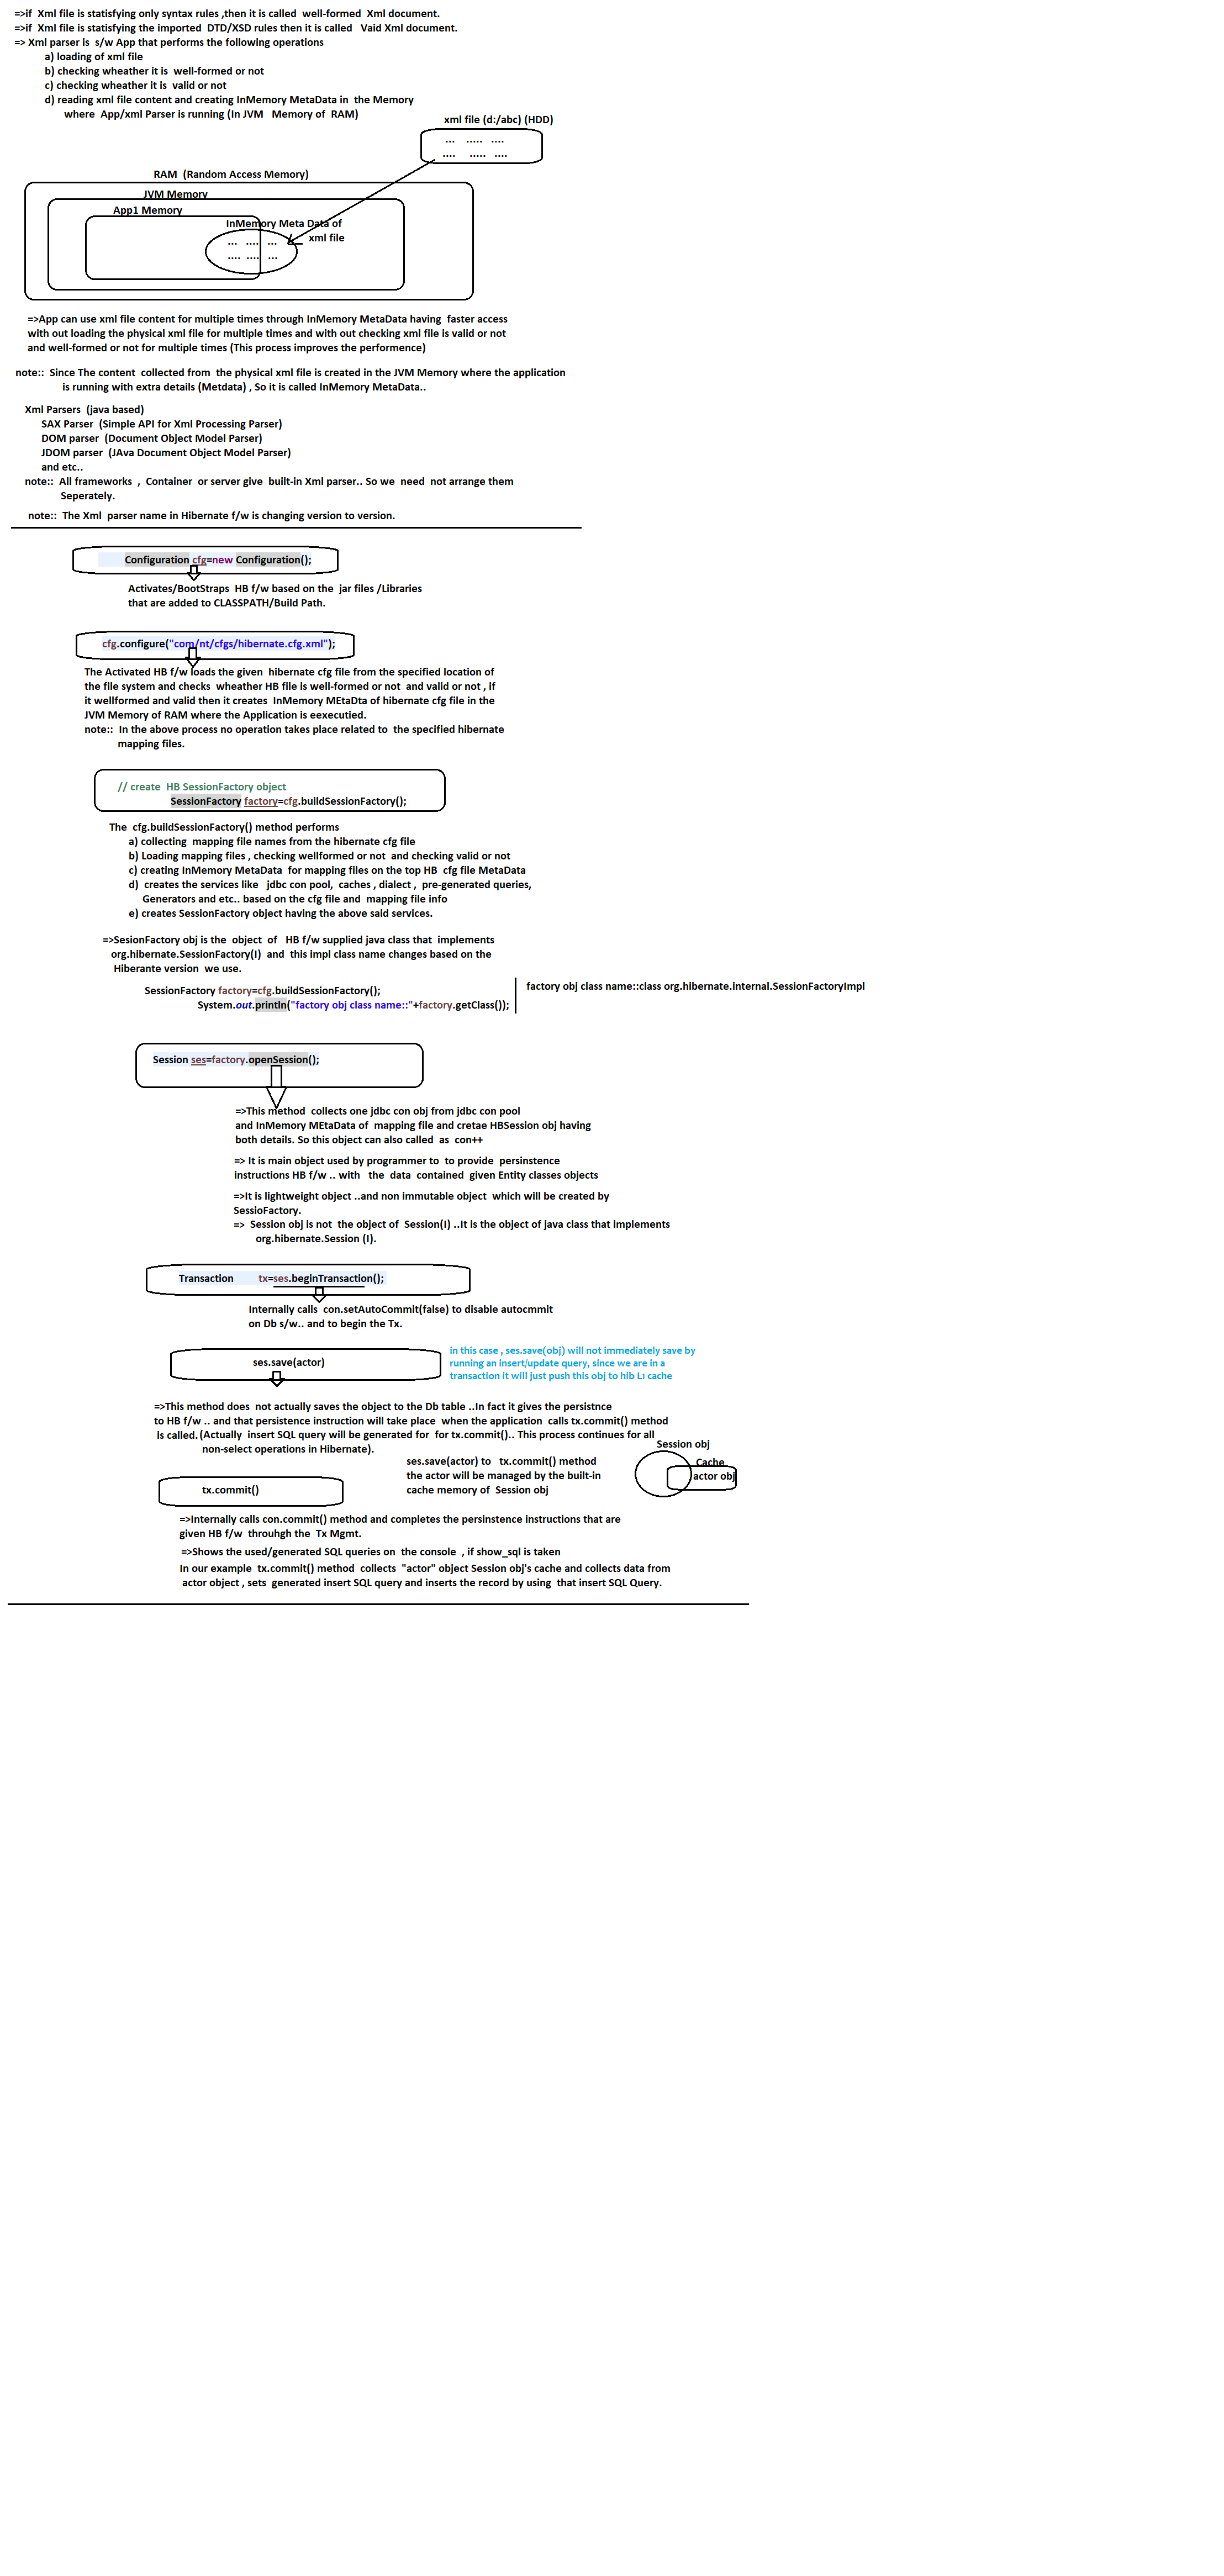 =>if  Xml file is statisfying only syntax rules ,then it is called  well-formed  Xml document.
=>if  Xml file is statisfying the imported  DTD/XSD rules then it is called   Vaid Xml document.
=> Xml parser is  s/w App that performs the following operations
a) loading of xml file
b) checking wheather it is  well-formed or not
c) checking wheather it is  valid or not
d) reading xml file content and creating InMemory MetaData in  the Memory
where  App/xml Parser is running (In JVM   Memory of  RAM)
xml file (d:/abc) (HDD)
...    .....   ....
....     .....   ....
RAM  (Random Access Memory)
JVM Memory
App1 Memory
InMemory Meta Data of
xml file
...   ....   ...
....  ....   ...
=>App can use xml file content for multiple times through InMemory MetaData having  faster access
with out loading the physical xml file for multiple times and with out checking xml file is valid or not
and well-formed or not for multiple times (This process improves the performence)
note::  Since The content  collected from  the physical xml file is created in the JVM Memory where the application
is running with extra details (Metdata) , So it is called InMemory MetaData..
Xml Parsers  (java based)
SAX Parser  (Simple API for Xml Processing Parser)
DOM parser  (Document Object Model Parser)
JDOM parser  (JAva Document Object Model Parser)
and etc..
note::  All frameworks  ,  Container  or server give  built-in Xml parser.. So we  need  not arrange them
Seperately.
note::  The Xml  parser name in Hibernate f/w is changing version to version.
Configuration cfg=new Configuration();
Activates/BootStraps  HB f/w based on the  jar files /Libraries
that are added to CLASSPATH/Build Path.
cfg.configure("com/nt/cfgs/hibernate.cfg.xml");
The Activated HB f/w loads the given  hibernate cfg file from the specified location of
the file system and checks  wheather HB file is well-formed or not  and valid or not , if
it wellformed and valid then it creates  InMemory MEtaDta of hibernate cfg file in the
JVM Memory of RAM where the Application is eexecutied.
note::  In the above process no operation takes place related to  the specified hibernate
mapping files.
// create  HB SessionFactory object
SessionFactory factory=cfg.buildSessionFactory();
The  cfg.buildSessionFactory() method performs
a) collecting  mapping file names from the hibernate cfg file
b) Loading mapping files , checking wellformed or not  and checking valid or not
c) creating InMemory MetaData  for mapping files on the top HB  cfg file MetaData
d)  creates the services like   jdbc con pool,  caches , dialect ,  pre-generated queries,
Generators and etc.. based on the cfg file and  mapping file info
e) creates SessionFactory object having the above said services.
=>SesionFactory obj is the  object  of   HB f/w supplied java class that  implements
org.hibernate.SessionFactory(I)  and  this impl class name changes based on the
Hiberante version  we use.
SessionFactory factory=cfg.buildSessionFactory();
System.out.println("factory obj class name::"+factory.getClass());
factory obj class name::class org.hibernate.internal.SessionFactoryImpl
Session ses=factory.openSession();
=>This method  collects one jdbc con obj from jdbc con pool
and InMemory MEtaData of  mapping file and cretae HBSession obj having
both details. So this object can also called  as  con++
=> It is main object used by programmer to  to provide  persinstence
instructions HB f/w .. with   the  data  contained  given Entity classes objects
=>It is lightweight object ..and non immutable object  which will be created by
SessioFactory.
=>  Session obj is not  the object of  Session(I) ..It is the object of java class that implements
org.hibernate.Session (I).
Transaction         tx=ses.beginTransaction();
Internally calls  con.setAutoCommit(false) to disable autocmmit
on Db s/w.. and to begin the Tx.
ses.save(actor)
in this case , ses.save(obj) will not immediately save by
running an insert/update query, since we are in a
transaction it will just push this obj to hib L1 cache
=>This method does  not actually saves the object to the Db table ..In fact it gives the persistnce
to HB f/w .. and that persistence instruction will take place  when the application  calls tx.commit() method
is called. (Actually  insert SQL query will be generated for  for tx.commit().. This process continues for all
non-select operations in Hibernate).
Session obj
Cache
actor obj
ses.save(actor) to   tx.commit() method
the actor will be managed by the built-in
cache memory of  Session obj
tx.commit()
=>Internally calls con.commit() method and completes the persinstence instructions that are
given HB f/w  throuhgh the  Tx Mgmt.
=>Shows the used/generated SQL queries on  the console  , if show_sql is taken
In our example  tx.commit() method  collects  "actor" object Session obj's cache and collects data from
actor object , sets  generated insert SQL query and inserts the record by using  that insert SQL Query.